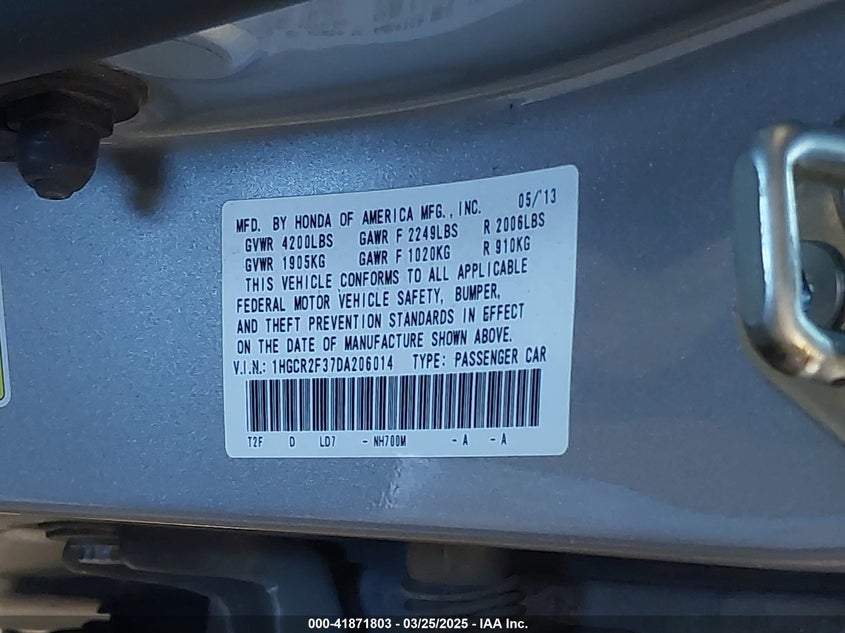 05/'13
MFD. BY HONDA OF AMERICA MFG., INC.
GVWR 4200LBS GAWR F 2249LBS R 2006LBS
GVWR 1905KG GAWR F 1020KG R 910KG
THIS VEHICLE CONFORMS TO ALL APPLICABLE
FEDERAL MOTOR VEHICLE SAFETY, BUMPER,
AND THEFT PREVENTION STANDARDS IN EFFECT
ON THE DATE OF MANUFACTURE SHOWN ABOVE.
V.I.N.: 1HGCR2F37DA206014 TYPE: PASSENGER CAR
T2F D LD7 - NH700M - A - A
000-41871803 / 03/25/2025 - IAA Inc.